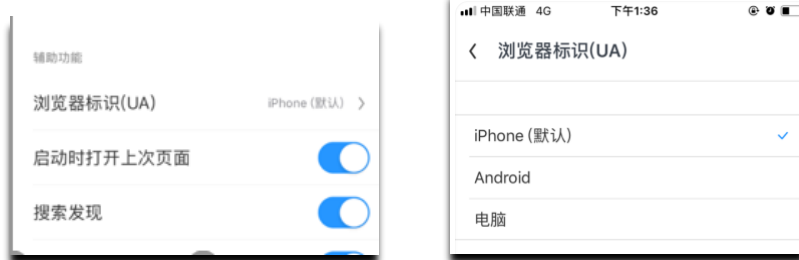 辅助功能
浏览器标识(UA)
iPhone (默认)
启动时打开上次页面
搜索发现
中国联通 4G 下午1:36
浏览器标识(UA)
iPhone (默认)
Android
电脑